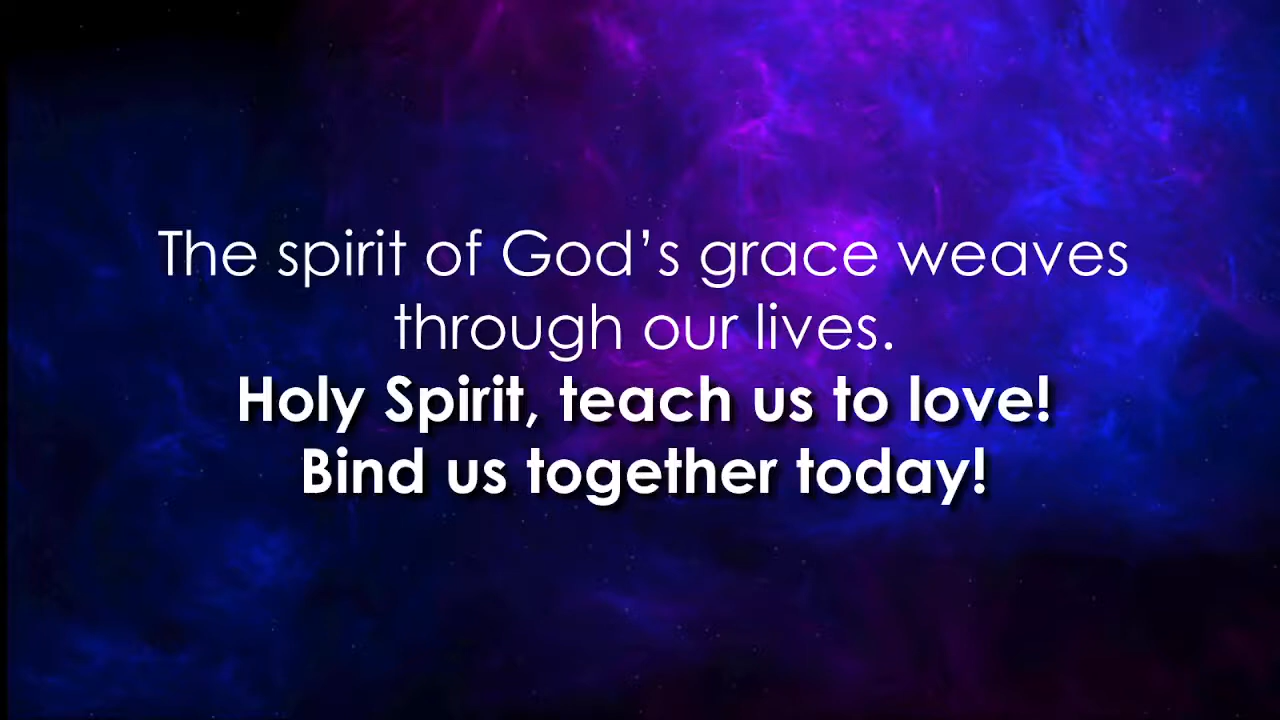 The spirit of God’s grace weaves
through our lives.
Holy Spirit, teach us to love!
Bind us together today!